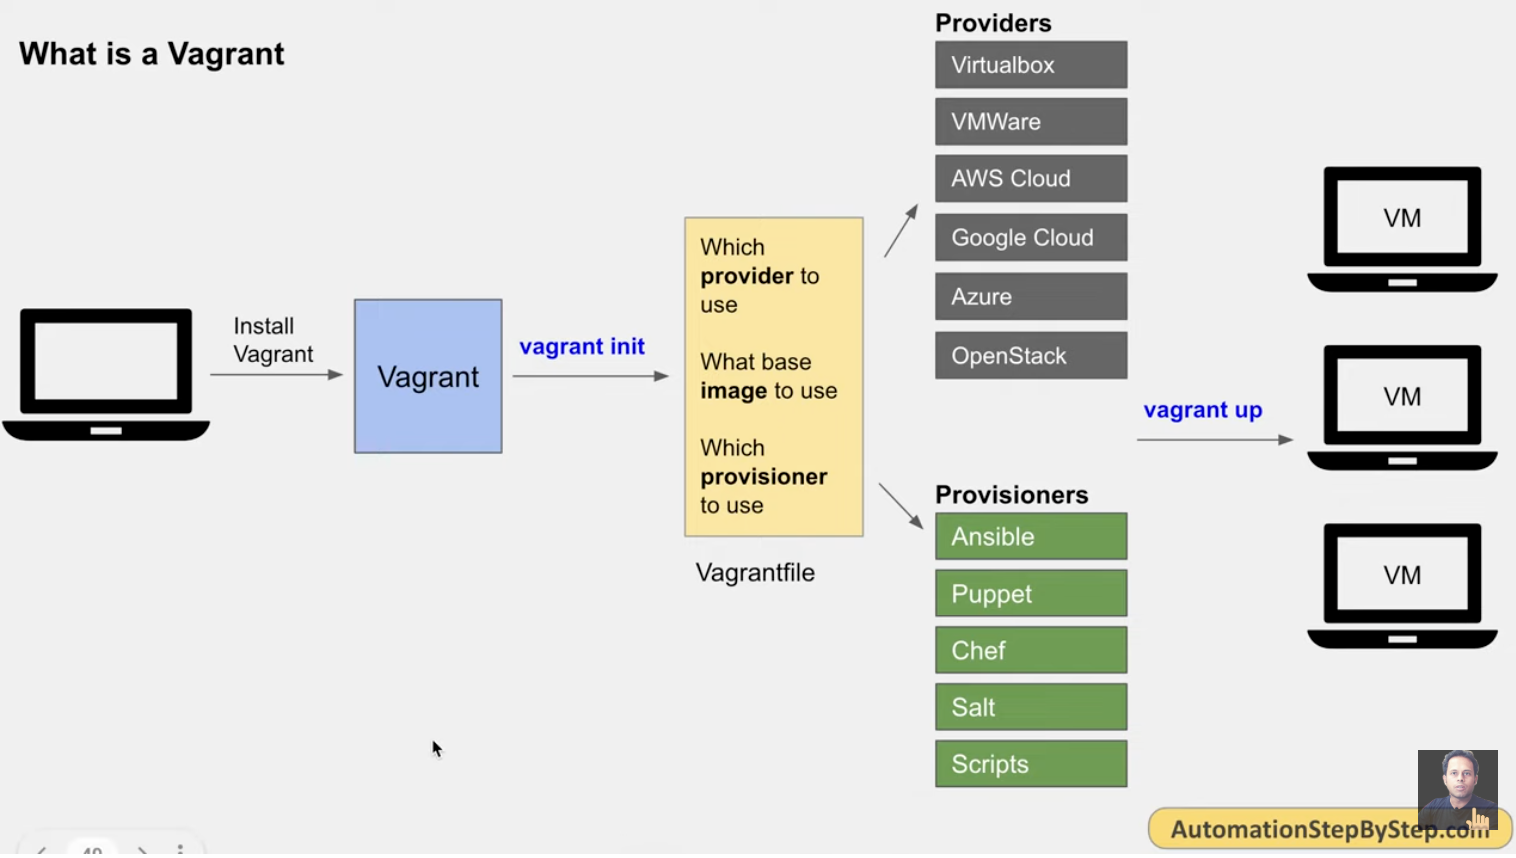 What is a Vagrant
Install
Vagrant
Vagrant
vagrant init
Which
provider to
use
What base
image to use
Which
provisioner
to use
Vagrantfile
Providers
Virtualbox
VMWare
AWS Cloud
Google Cloud
Azure
OpenStack
Provisioners
Ansible
Puppet
Chef
Salt
Scripts
vagrant up
VM
VM
VM
AutomationStepByStep.com